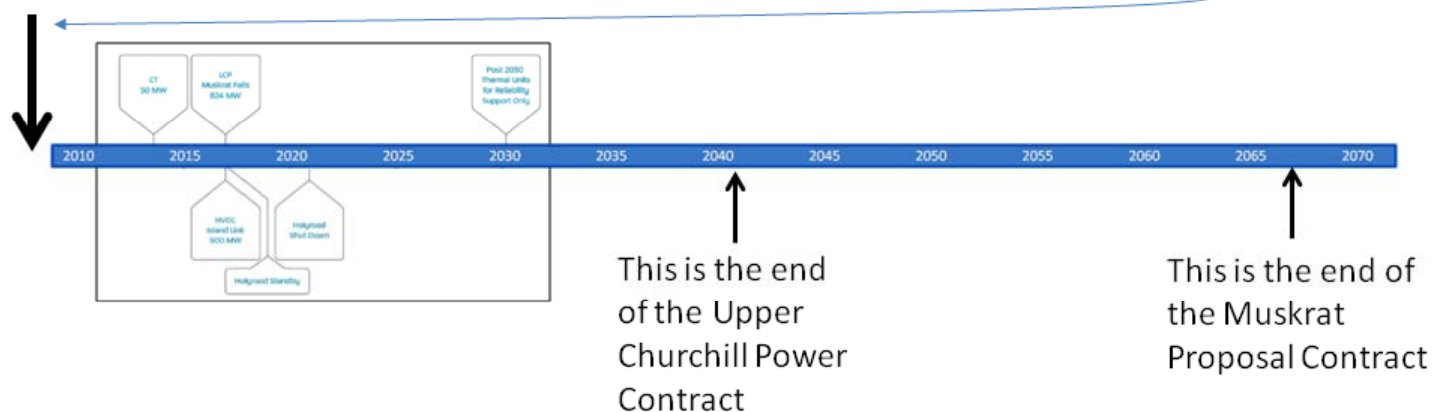 CT
50 MW
LCP
Muskrat Falls
824 MW
Post 2030
Thermal Units
for Reliability
Support Only
2010 2015 2020 2025 2030 2035 2040 2045 2050 2055 2060 2065 2070
HVDC
Island Link
900 MW
Holyrood
Shut Down
Holyrood Standby
This is the end
of the Upper
Churchill Power
Contract
This is the end of
the Muskrat
Proposal Contract